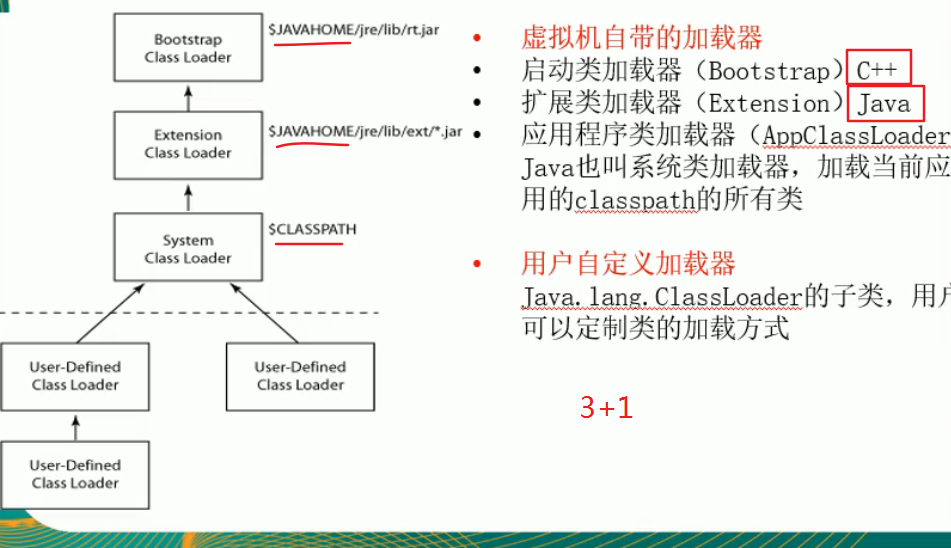 Bootstrap
Class Loader
$JAVAHOME/jre/lib/rt.jar
Extension
Class Loader
$JAVAHOME/jre/lib/ext/*.jar
System
Class Loader
$CLASSPATH
User-Defined
Class Loader
User-Defined
Class Loader
User-Defined
Class Loader
• 虚拟机自带的加载器
• 启动类加载器（Bootstrap）C++
• 扩展类加载器（Extension）Java
• 应用程序类加载器（AppClassLoader
Java也叫系统类加载器，加载当前应
用的classpath的所有类
• 用户自定义加载器
Java.lang.ClassLoader的子类，用户
可以定制类的加载方式
3+1